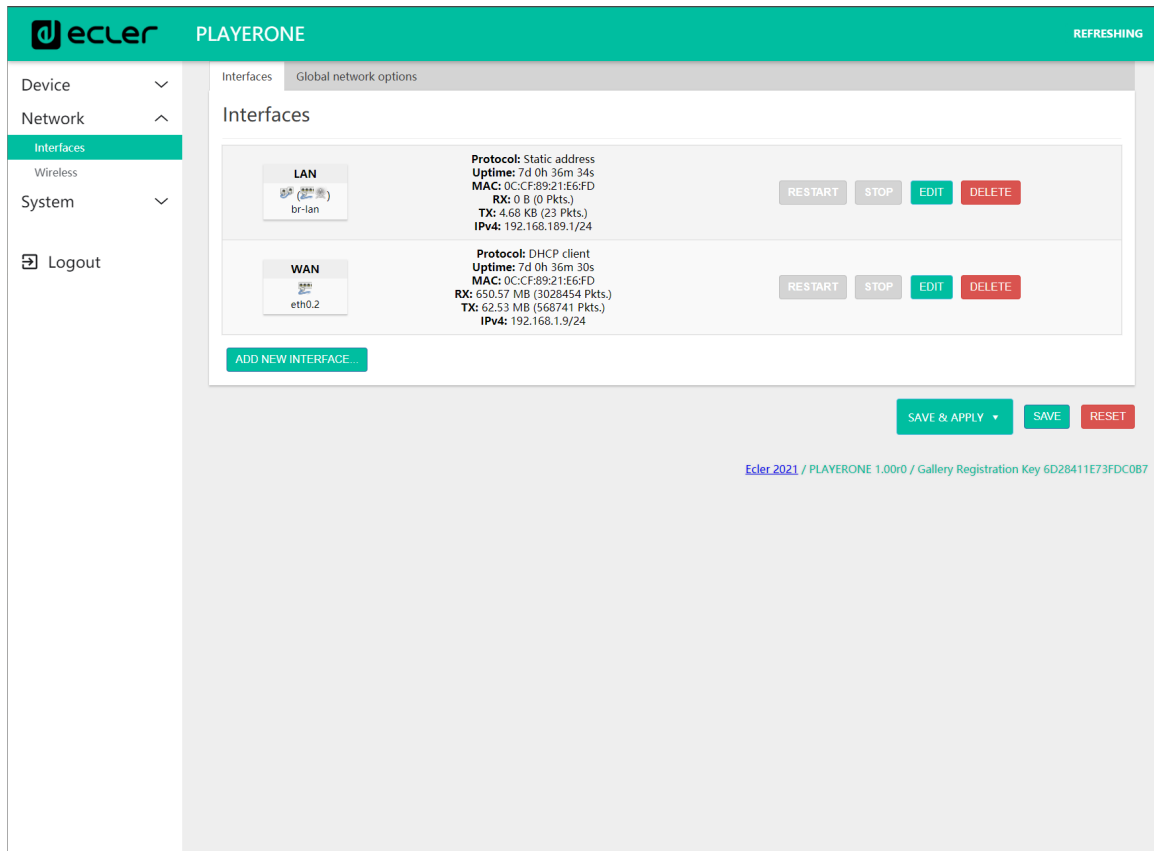 ecler
PLAYERONE
REFRESHING
Device
Network
Interfaces
Wireless
System
Logout
Interfaces
Global network options
Interfaces
LAN
br-lan
Protocol: Static address
Uptime: 7d 0h 36m 34s
MAC: 0C:CF:89:21:E6:FD
RX: 0 B (0 Pkts.)
TX: 4.68 KB (23 Pkts.)
IPv4: 192.168.189.1/24
RESTART
STOP
EDIT
DELETE
WAN
eth0.2
Protocol: DHCP client
Uptime: 7d 0h 36m 30s
MAC: 0C:CF:89:21:E6:FD
RX: 650.57 MB (3028454 Pkts.)
TX: 62.53 MB (568741 Pkts.)
IPv4: 192.168.1.9/24
RESTART
STOP
EDIT
DELETE
ADD NEW INTERFACE...
SAVE & APPLY
SAVE
RESET
Ecler 2021 / PLAYERONE 1.00r0 / Gallery Registration Key 6D28411E73FDC0B7